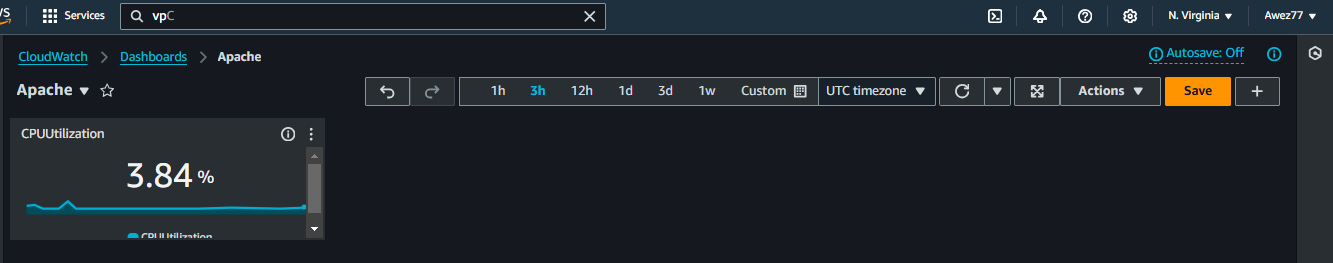 Services vpC N. Virginia Awez77
CloudWatch Dashboards Apache Autosave: Off
Apache 1h 3h 12h 1d 3d 1w Custom UTC timezone Actions Save
CPUUtilization
3.84 %
CPUUtilization